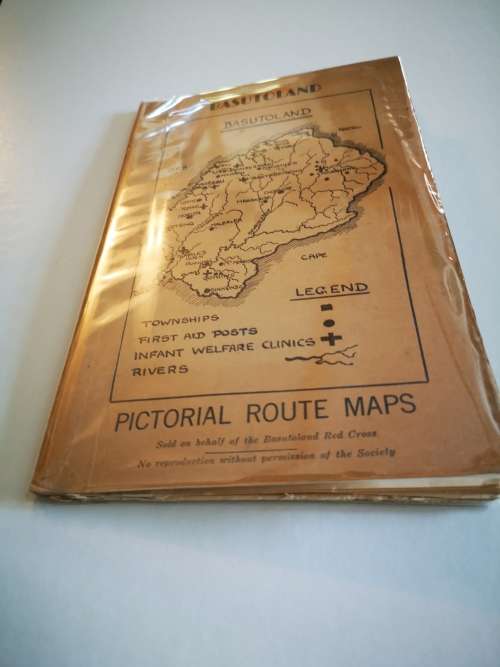 BASUTOLAND
BASUTOLAND
CAPE
LEGEND
TOWNSHIPS
FIRST AID POSTS
INFANT WELFARE CLINICS
RIVERS
PICTORIAL ROUTE MAPS
Sold on behalf of the Basutoland Red Cross
No reproduction without permission of the Society